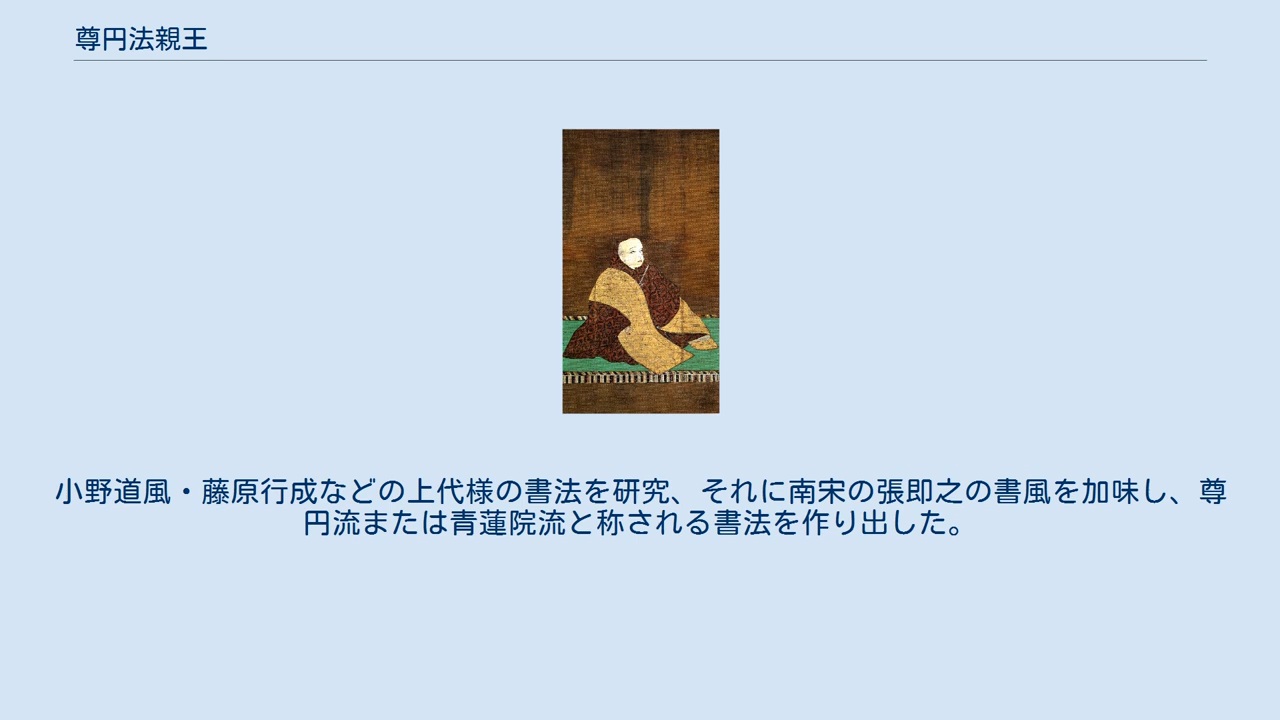 尊円法親王
小野道風・藤原行成などの上代様の書法を研究、それに南宋の張即之の書風を加味し、尊
円流または青蓮院流と称される書法を作り出した。